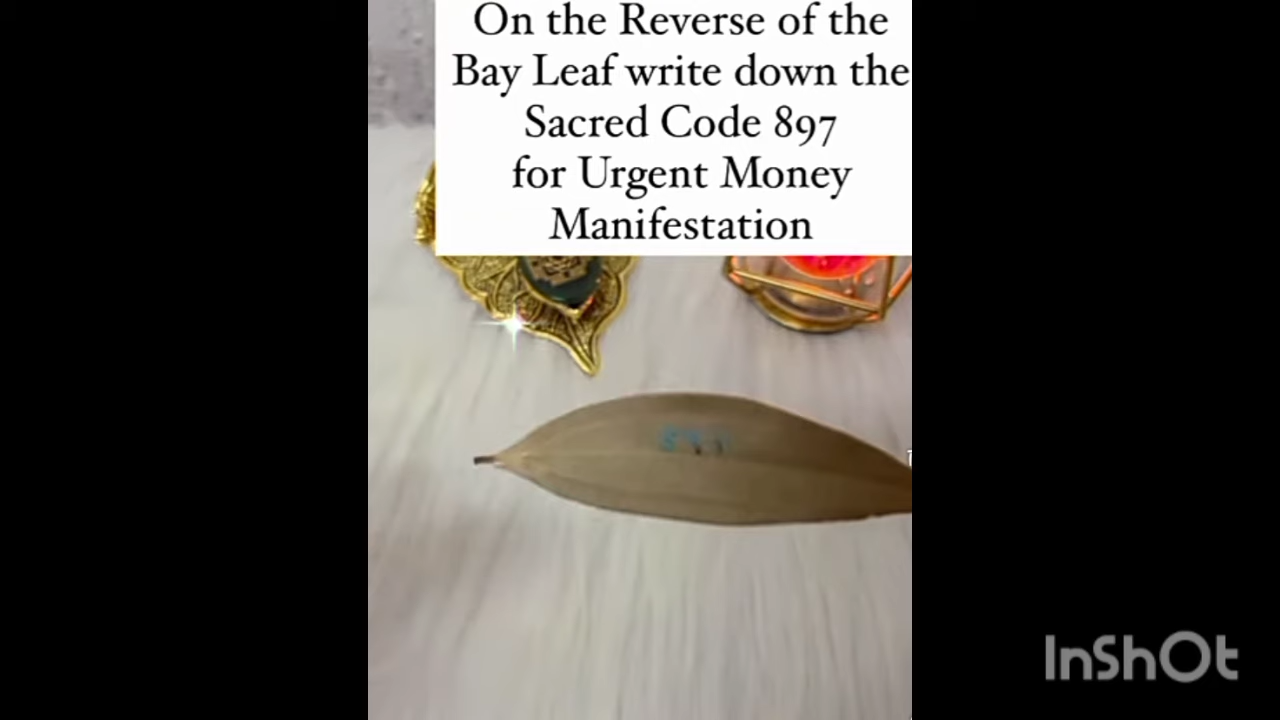 On the Reverse of the
Bay Leaf write down the
Sacred Code 897
for Urgent Money
Manifestation
InShOt